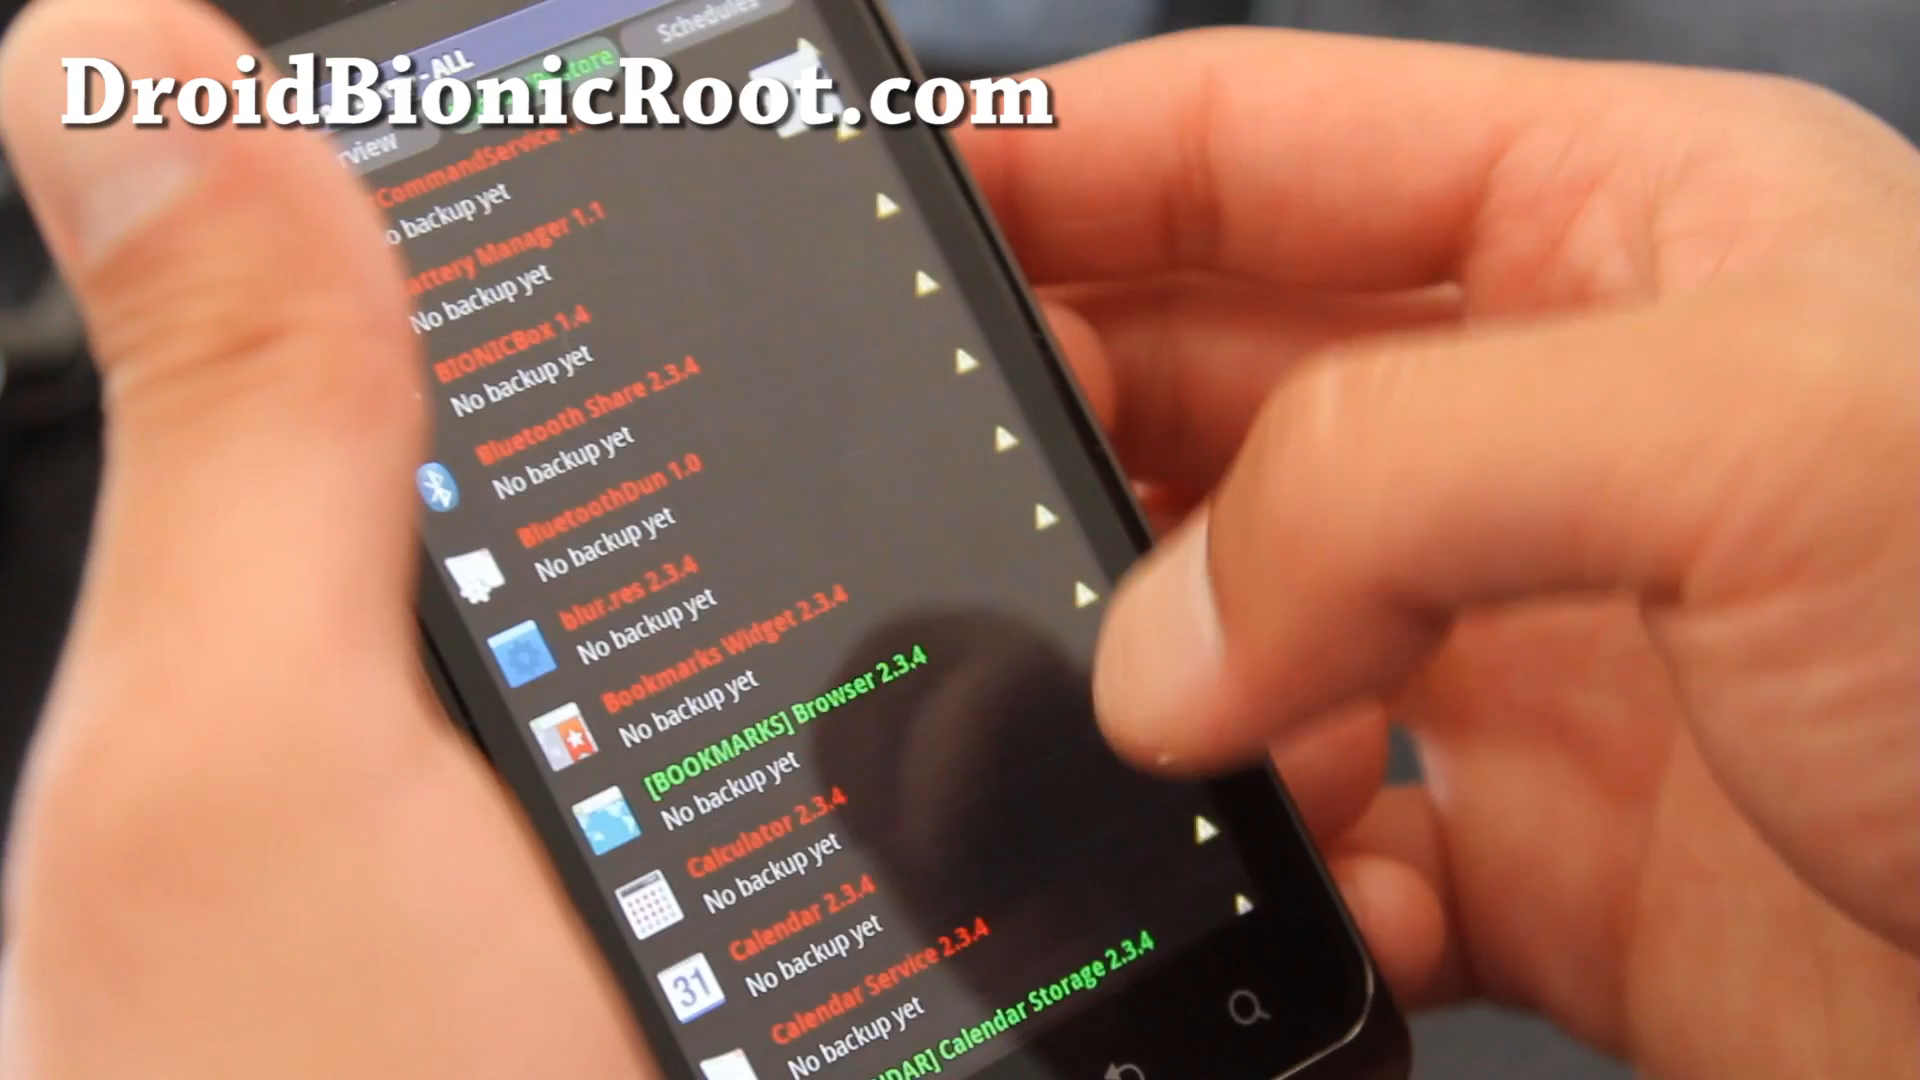 DroidBionicRoot.com
Schedules
-ALL
CommandService
backup yet
Manager 1.1
No backup yet
BIONICBox 1.4
No backup yet
Bluetooth Share 2.3.4
No backup yet
BluetoothDun 1.0
No backup yet
blur.res 2.3.4
No backup yet
Bookmarks Widget 2.3.4
No backup yet
[BOOKMARKS] Browser 2.3.4
No backup yet
Calculator 2.3.4
No backup yet
31
Calendar 2.3.4
No backup yet
Calendar Service 2.3.4
No backup yet
Calendar Storage 2.3.4